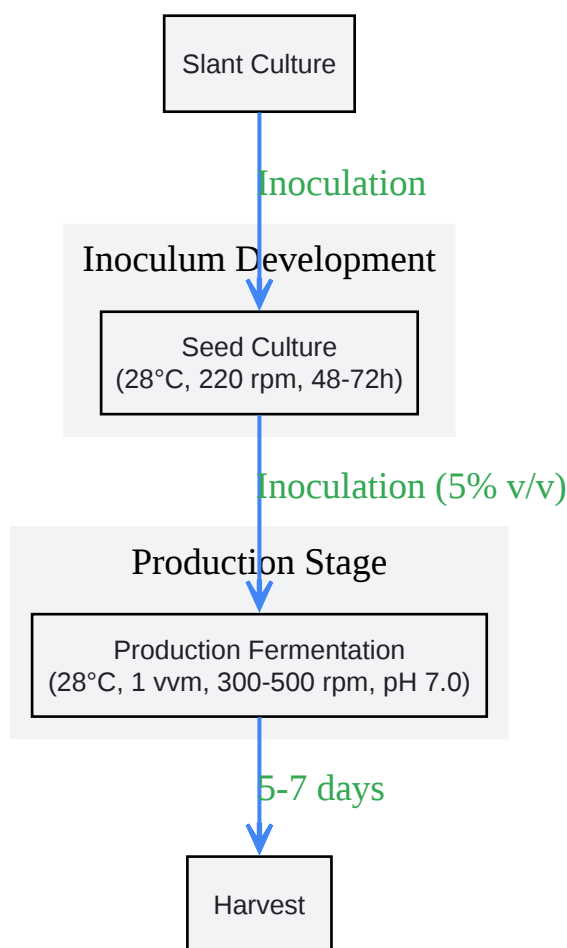 Slant Culture
Inoculation
Inoculum Development
Seed Culture
(28°C, 220 rpm, 48-72h)
Inoculation (5% v/v)
Production Stage
Production Fermentation
(28°C, 1 vvm, 300-500 rpm, pH 7.0)
5-7 days
Harvest